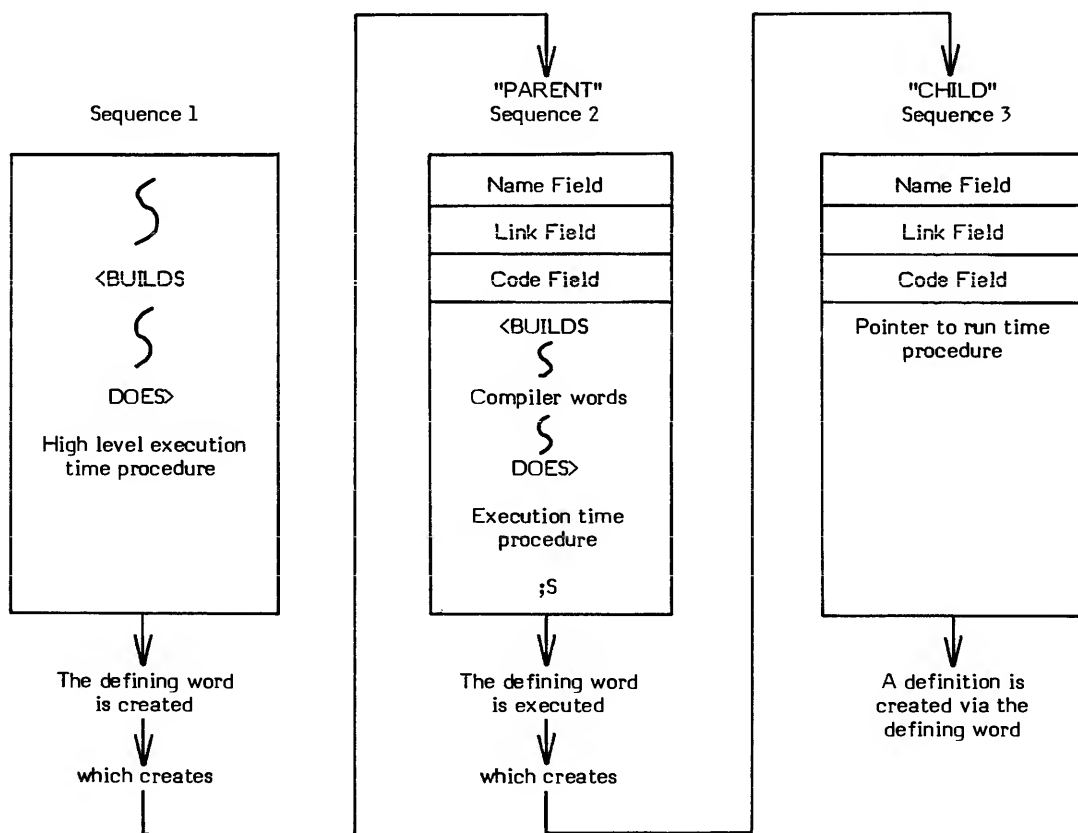 Sequence 1
<BUILDS
DOES>
High level execution
time procedure
The defining word
is created
which creates
"PARENT"
Sequence 2
Name Field
Link Field
Code Field
<BUILDS
Compiler words
DOES>
Execution time
procedure
;S
The defining word
is executed
which creates
"CHILD"
Sequence 3
Name Field
Link Field
Code Field
Pointer to run time
procedure
A definition is
created via the
defining word